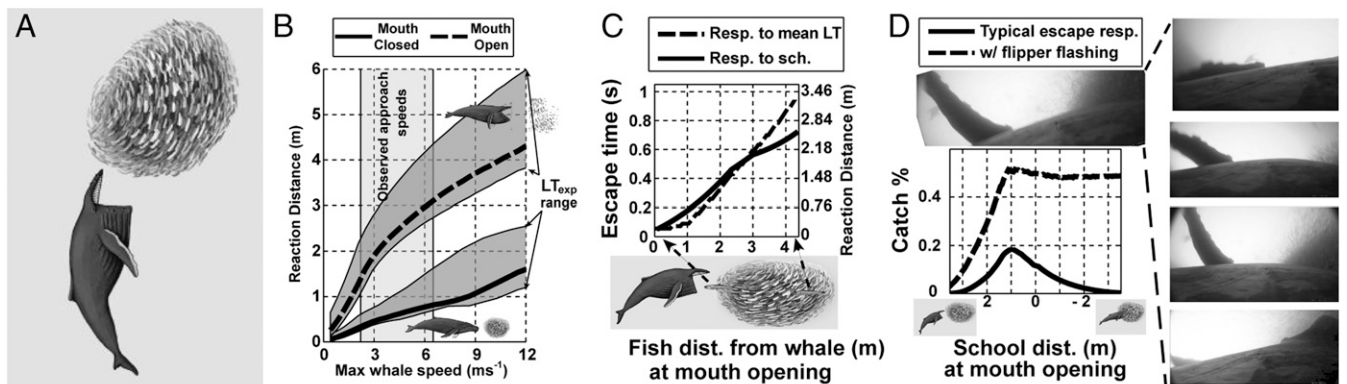 A
B
Mouth Closed
Mouth Open
6
5
4
3
2
1
0
Reaction Distance (m)
Observed approach
speeds
LTexp
range
0 3 6 9 12
Max whale speed (ms-1)
C
Resp. to mean LT
Resp. to sch.
1
0.8
0.6
0.4
0.2
0
Escape time (s)
3.46
2.84
2.18
1.48
0.76
0
Reaction Distance (m)
0 1 2 3 4
Fish dist. from whale (m)
at mouth opening
D
Typical escape resp.
w/ flipper flashing
Catch %
0.4
0.2
0
2 0 - 2
School dist. (m)
at mouth opening